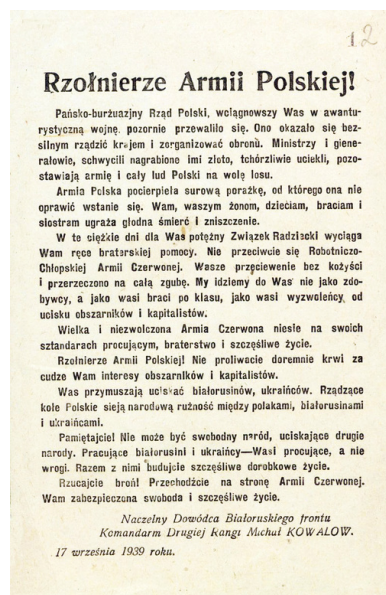 12
Rzołnierze Armii Polskiej!
Pańsko-burżuazjny Rząd Polski, wciągnowszy Was w awantu-
rystyczną wojnę, pozornie przewaliło się. Ono okazało się bez-
silnym rządzić krajem i zorganizować obronù. Ministrzy i giene-
rałowie, schwycili nagrabione imi złoto, tchórzliwie uciekli, pozo-
stawiają armię i cały lud Polski na wolę losu.
Armia Polska pocierpieła surową porażkę, od którego ona nie
oprawić wstanie się. Wam, waszym żonom, dzieciam, braciam i
siostram ugraża głodna śmierć i zniszczenie.
W te ciężkie dni dla Was potężny Związek Radziecki wyciąga
Wam ręce braterskiej pomocy. Nie przeciwcie się Robotniczo-
Chłopskiej Armii Czerwonej. Wasze przęciewenie bez kożyści
i przerzeczono na całą zgubę. My idziemy do Was nie jako zdo-
bywcy, a jako wasi braci po klasu, jako wasi wyzwoleńcy od
ucisku obszarników i kapitalistów.
Wielka i niezwolczona Armia Czerwona niesie na swoich
sztandarach procującym, braterstwo i szczęśliwe życie.
Rzołnierze Armii Polskiej! Nie proliwacie doremnie krwi za
cudze Wam interesy obszarników i kapitalistów.
Was przymuszają uciskać białorusinów, ukraińców. Rządzące
kole Polskie sieją narodową rużność między polakami, białorusinami
i ukraińcami.
Pamiętajcie! Nie może być swobodny naród, uciskające drugie
narody. Pracujące białorusini i ukraińcy—Wasi procujące, a nie
wrogi. Razem z nimi budujcie szczęśliwe dorobkowe życie.
Rzucajcie broń! Przechodźcie na stronę Armii Czerwonej.
Wam zabezpieczona swoboda i szczęśliwe życie.
Naczelny Dowódca Białoruskiego frontu
Komandarm Drugiej Rangi Michał KOWALOW.
17 września 1939 roku.